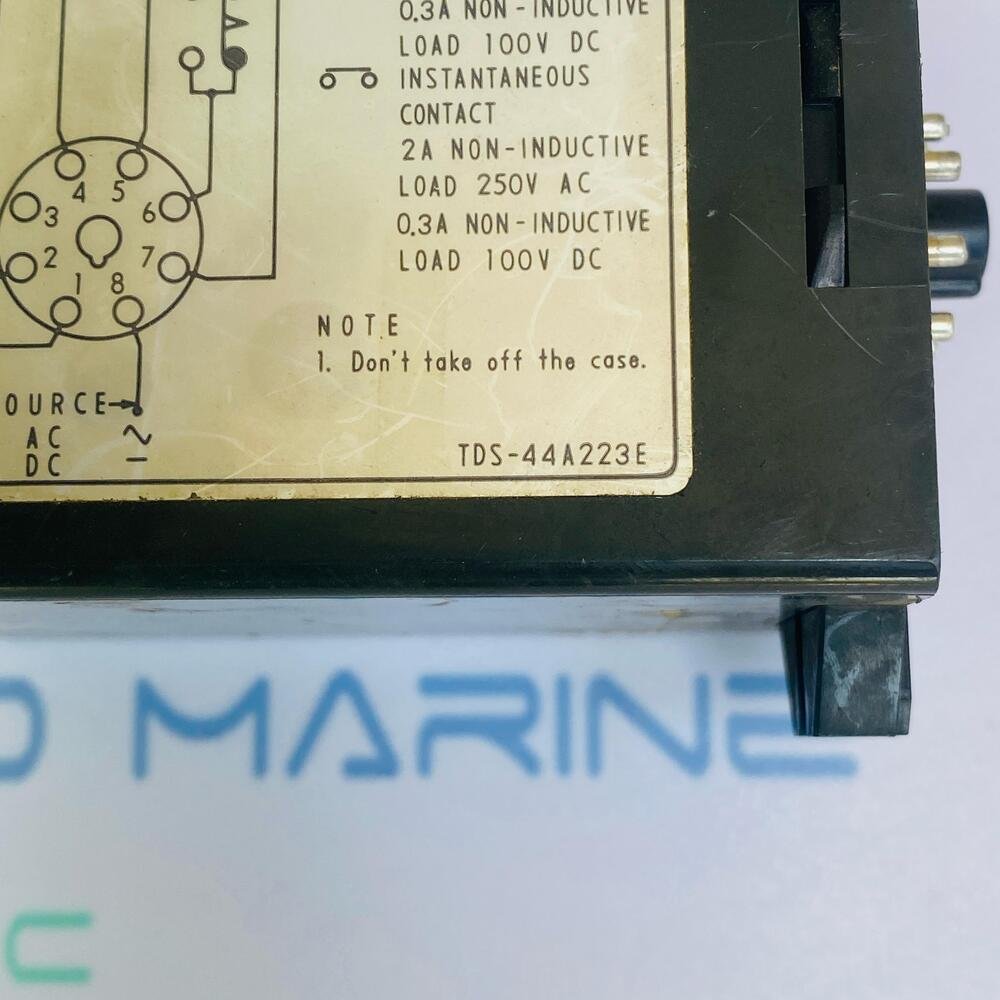 0.3A NON-INDUCTIVE
LOAD 100V DC
INSTANTANEOUS
CONTACT
2A NON-INDUCTIVE
LOAD 250V AC
0.3A NON-INDUCTIVE
LOAD 100V DC
A
4 5
3 6
2 7
1 8
NOTE
1. Don't take off the case.
OURCE
AC ~
DC –
TDS-44A223E
MARINE
C